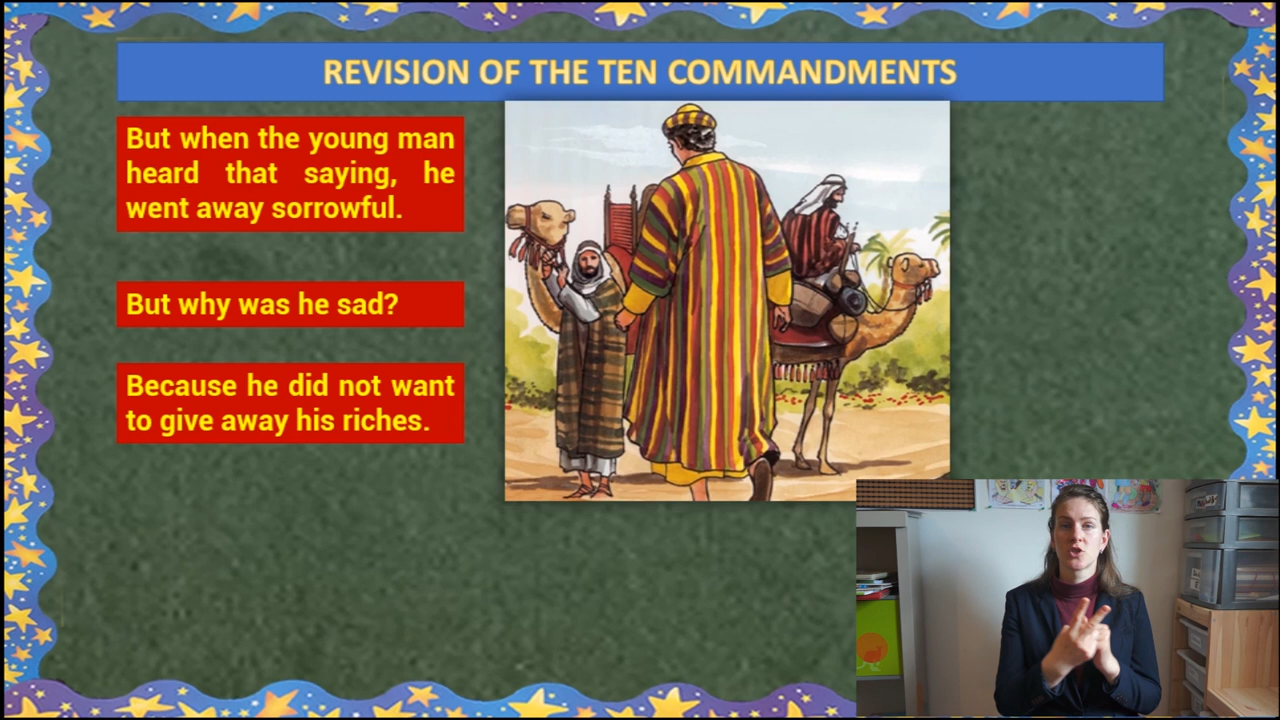 REVISION OF THE TEN COMMANDMENTS
But when the young man
heard that saying, he
went away sorrowful.
But why was he sad?
Because he did not want
to give away his riches.